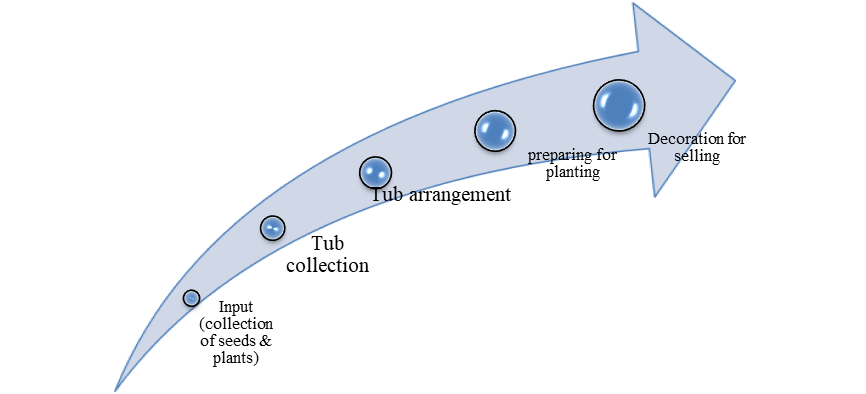 Input
(collection
of seeds &
plants)
Tub
collection
Tub arrangement
preparing for
planting
Decoration for
selling